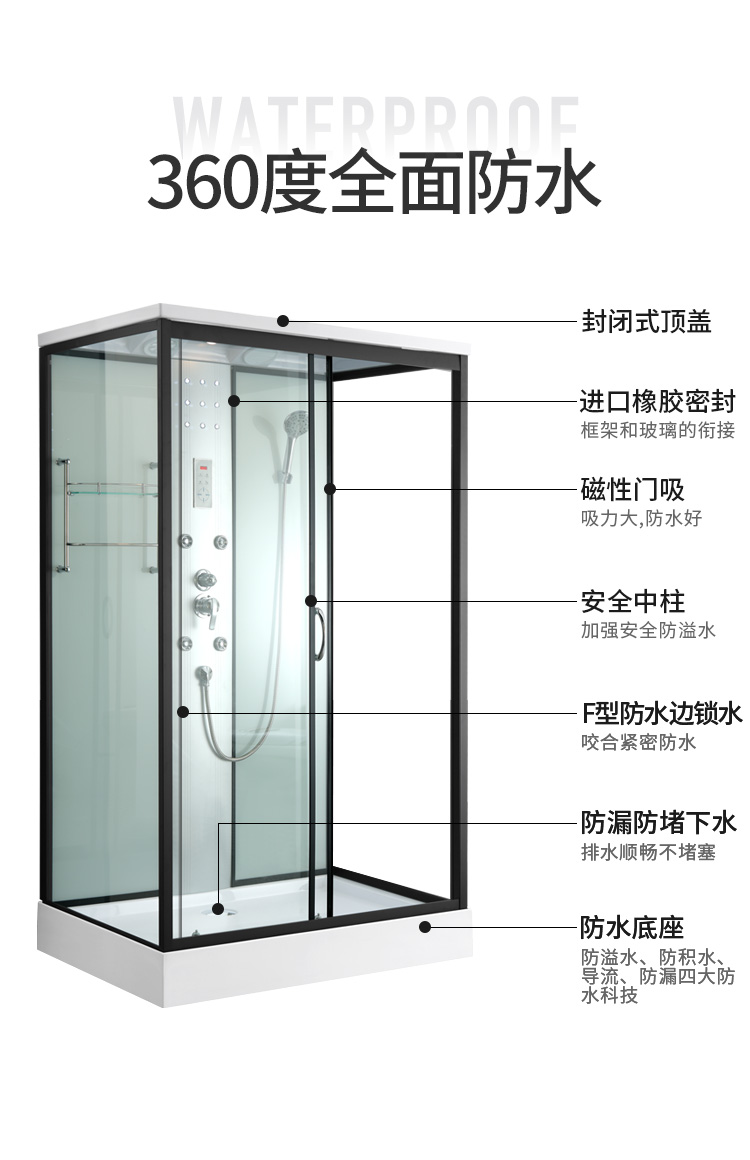 WATERPROOF
360度全面防水
封闭式顶盖
进口橡胶密封
框架和玻璃的衔接
磁性门吸
吸力大,防水好
安全中柱
加强安全防溢水
F型防水边锁水
咬合紧密防水
防漏防堵下水
排水顺畅不堵塞
防水底座
防溢水、防积水、
导流、防漏四大防
水科技